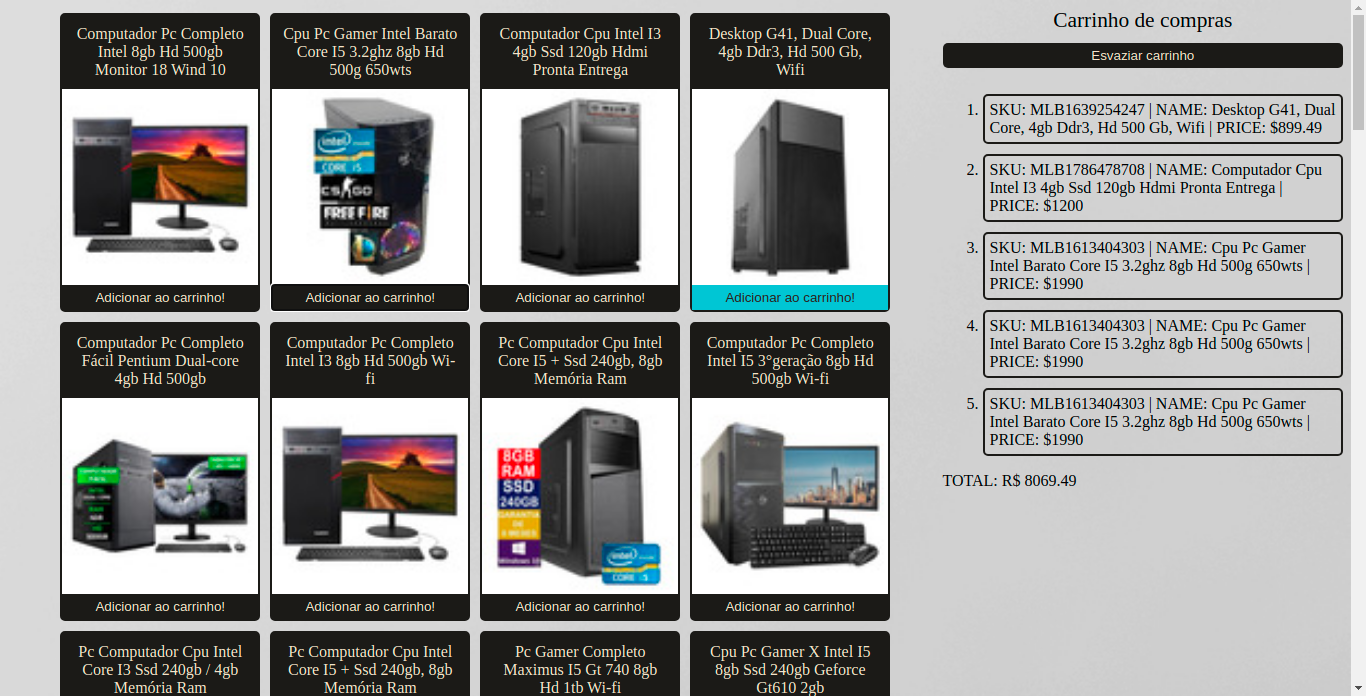 Computador Pc Completo
Intel 8gb Hd 500gb
Monitor 18 Wind 10
Adicionar ao carrinho!
Cpu Pc Gamer Intel Barato
Core I5 3.2ghz 8gb Hd
500g 650wts
intel
CORE i5
CS GO
FREE FIRE
Adicionar ao carrinho!
Computador Cpu Intel I3
4gb Ssd 120gb Hdmi
Pronta Entrega
Adicionar ao carrinho!
Desktop G41, Dual Core,
4gb Ddr3, Hd 500 Gb,
Wifi
Adicionar ao carrinho!
Computador Pc Completo
Fácil Pentium Dual-core
4gb Hd 500gb
Adicionar ao carrinho!
Computador Pc Completo
Intel I3 8gb Hd 500gb Wi-
fi
Adicionar ao carrinho!
Pc Computador Cpu Intel
Core I5 + Ssd 240gb, 8gb
Memória Ram
8GB
RAM
SSD
240GB
GARANTIA
DE
6 MESES
Windows 10
intel
CORE i5
Adicionar ao carrinho!
Computador Pc Completo
Intel I5 3°geração 8gb Hd
500gb Wi-fi
Adicionar ao carrinho!
Pc Computador Cpu Intel
Core I3 Ssd 240gb / 4gb
Memória Ram
Pc Computador Cpu Intel
Core I5 + Ssd 240gb, 8gb
Memória Ram
Pc Gamer Completo
Maximus I5 Gt 740 8gb
Hd 1tb Wi-fi
Cpu Pc Gamer X Intel I5
8gb Ssd 240gb Geforce
Gt610 2gb
Carrinho de compras
Esvaziar carrinho
1. SKU: MLB1639254247 | NAME: Desktop G41, Dual
Core, 4gb Ddr3, Hd 500 Gb, Wifi | PRICE: $899.49
2. SKU: MLB1786478708 | NAME: Computador Cpu
Intel I3 4gb Ssd 120gb Hdmi Pronta Entrega |
PRICE: $1200
3. SKU: MLB1613404303 | NAME: Cpu Pc Gamer
Intel Barato Core I5 3.2ghz 8gb Hd 500g 650wts |
PRICE: $1990
4. SKU: MLB1613404303 | NAME: Cpu Pc Gamer
Intel Barato Core I5 3.2ghz 8gb Hd 500g 650wts |
PRICE: $1990
5. SKU: MLB1613404303 | NAME: Cpu Pc Gamer
Intel Barato Core I5 3.2ghz 8gb Hd 500g 650wts |
PRICE: $1990
TOTAL: R$ 8069.49